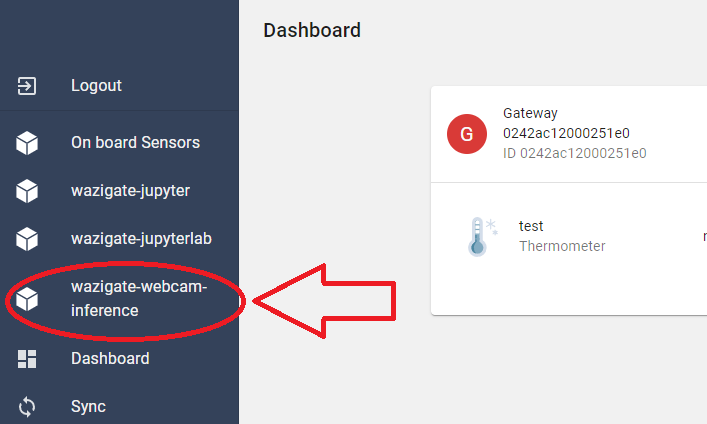 Dashboard
Logout
On board Sensors
wazigate-jupyter
wazigate-jupyterlab
wazigate-webcam-
inference
Dashboard
Sync
G
Gateway
0242ac12000251e0
ID 0242ac12000251e0
test
Thermometer